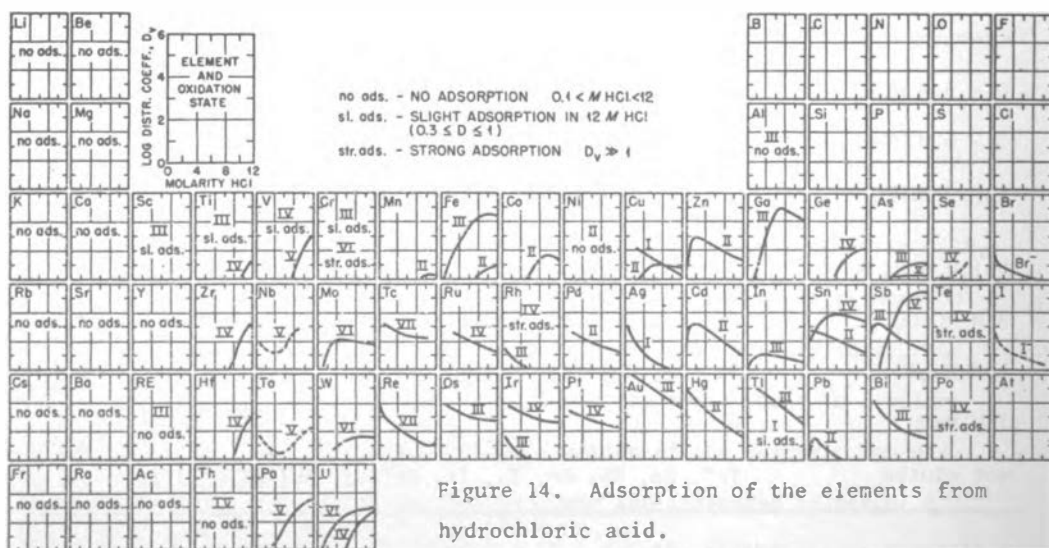 Li
no ads.
Be
no ads.
LOG DISTR. COEFF., Dv
6
4
2
0
ELEMENT
AND
OXIDATION
STATE
0 4 8 12
MOLARITY HCl
no ads. - NO ADSORPTION 0.1 < M HCl < 12
sl. ads. - SLIGHT ADSORPTION IN 12 M HCl
(0.3 ≤ D ≤ 1)
str. ads. - STRONG ADSORPTION Dv ≫ 1
B
C
N
O
F
Na
no ads.
Mg
no ads.
Al
III
no ads.
Si
P
S
Cl
K
no ads.
Ca
no ads.
Sc
III
sl. ads.
Ti
III
sl. ads.
IV
V
IV
sl. ads.
V
Cr
III
sl. ads.
VI
str. ads.
Mn
II
Fe
III
II
Co
II
Ni
II
no ads.
Cu
I
II
Zn
II
Ga
III
Ge
IV
As
III
V
Se
IV
Br
Br⁻
Rb
no ads.
Sr
no ads.
Y
no ads.
Zr
IV
Nb
V
Mo
VI
Tc
VII
Ru
IV
Rh
IV
str. ads.
III
Pd
II
Ag
I
Cd
II
In
III
Sn
IV
II
Sb
III
V
Te
IV
str. ads.
I
I⁻
Cs
no ads.
Ba
no ads.
RE
III
no ads.
Hf
IV
Ta
V
W
VI
Re
VII
Os
III
Ir
IV
III
Pt
IV
Au
III
Hg
II
Tl
III
I
sl. ads.
Pb
II
Bi
III
Po
IV
str. ads.
At
Fr
no ads.
Ra
no ads.
Ac
no ads.
Th
IV
no ads.
Pa
V
U
VI
IV
Figure 14. Adsorption of the elements from
hydrochloric acid.